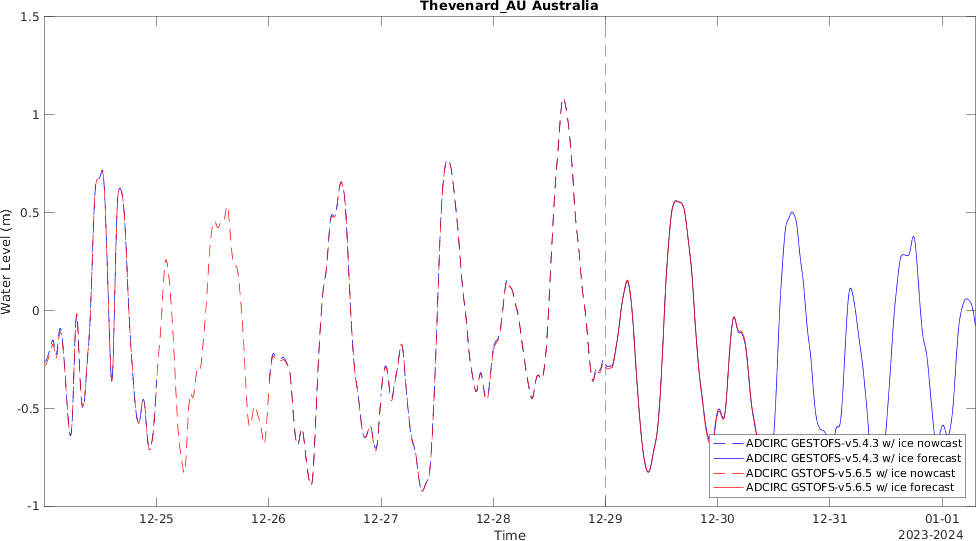 Thevenard_AU Australia
1.5
1
0.5
0
-0.5
-1
Water Level (m)
12-25
12-26
12-27
12-28
12-29
12-30
12-31
01-01
Time
2023-2024
ADCIRC GESTOFS-v5.4.3 w/ ice nowcast
ADCIRC GESTOFS-v5.4.3 w/ ice forecast
ADCIRC GSTOFS-v5.6.5 w/ ice nowcast
ADCIRC GSTOFS-v5.6.5 w/ ice forecast